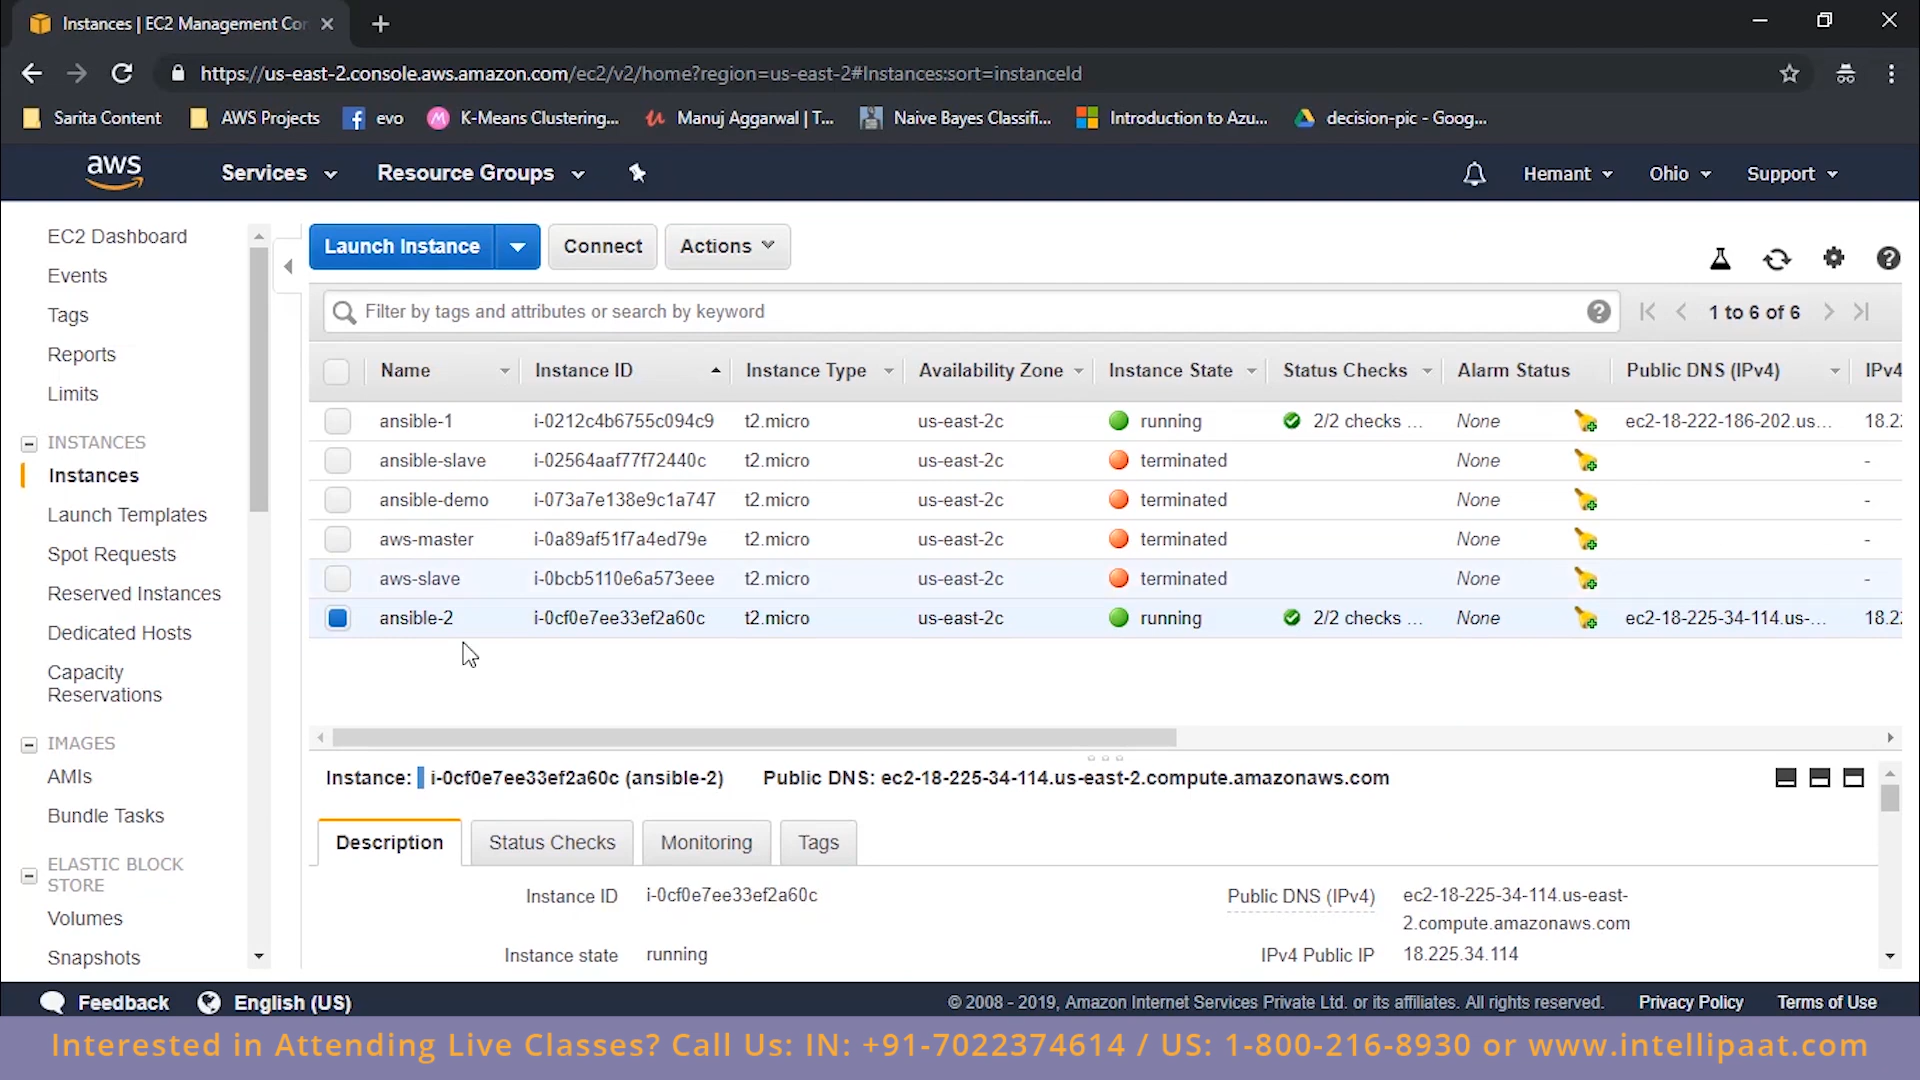 Instances | EC2 Management Con
https://us-east-2.console.aws.amazon.com/ec2/v2/home?region=us-east-2#Instances:sort=instanceId
Sarita Content AWS Projects evo K-Means Clustering... Manuj Aggarwal | T... Naive Bayes Classifi... Introduction to Azu... decision-pic - Goog...
aws Services Resource Groups Hemant Ohio Support
EC2 Dashboard
Events
Tags
Reports
Limits
INSTANCES
Instances
Launch Templates
Spot Requests
Reserved Instances
Dedicated Hosts
Capacity
Reservations
IMAGES
AMIs
Bundle Tasks
ELASTIC BLOCK
STORE
Volumes
Snapshots
Launch Instance Connect Actions
Filter by tags and attributes or search by keyword 1 to 6 of 6
Name Instance ID Instance Type Availability Zone Instance State Status Checks Alarm Status Public DNS (IPv4) IPv4
ansible-1 i-0212c4b6755c094c9 t2.micro us-east-2c running 2/2 checks ... None ec2-18-222-186-202.us... 18.22
ansible-slave i-02564aaf77f72440c t2.micro us-east-2c terminated None -
ansible-demo i-073a7e138e9c1a747 t2.micro us-east-2c terminated None -
aws-master i-0a89af51f7a4ed79e t2.micro us-east-2c terminated None -
aws-slave i-0bcb5110e6a573eee t2.micro us-east-2c terminated None -
ansible-2 i-0cf0e7ee33ef2a60c t2.micro us-east-2c running 2/2 checks ... None ec2-18-225-34-114.us-... 18.22
Instance: i-0cf0e7ee33ef2a60c (ansible-2) Public DNS: ec2-18-225-34-114.us-east-2.compute.amazonaws.com
Description Status Checks Monitoring Tags
Instance ID i-0cf0e7ee33ef2a60c Public DNS (IPv4) ec2-18-225-34-114.us-east-
2.compute.amazonaws.com
Instance state running IPv4 Public IP 18.225.34.114
Feedback English (US) © 2008 - 2019, Amazon Internet Services Private Ltd. or its affiliates. All rights reserved. Privacy Policy Terms of Use
Interested in Attending Live Classes? Call Us: IN: +91-7022374614 / US: 1-800-216-8930 or www.intellipaat.com